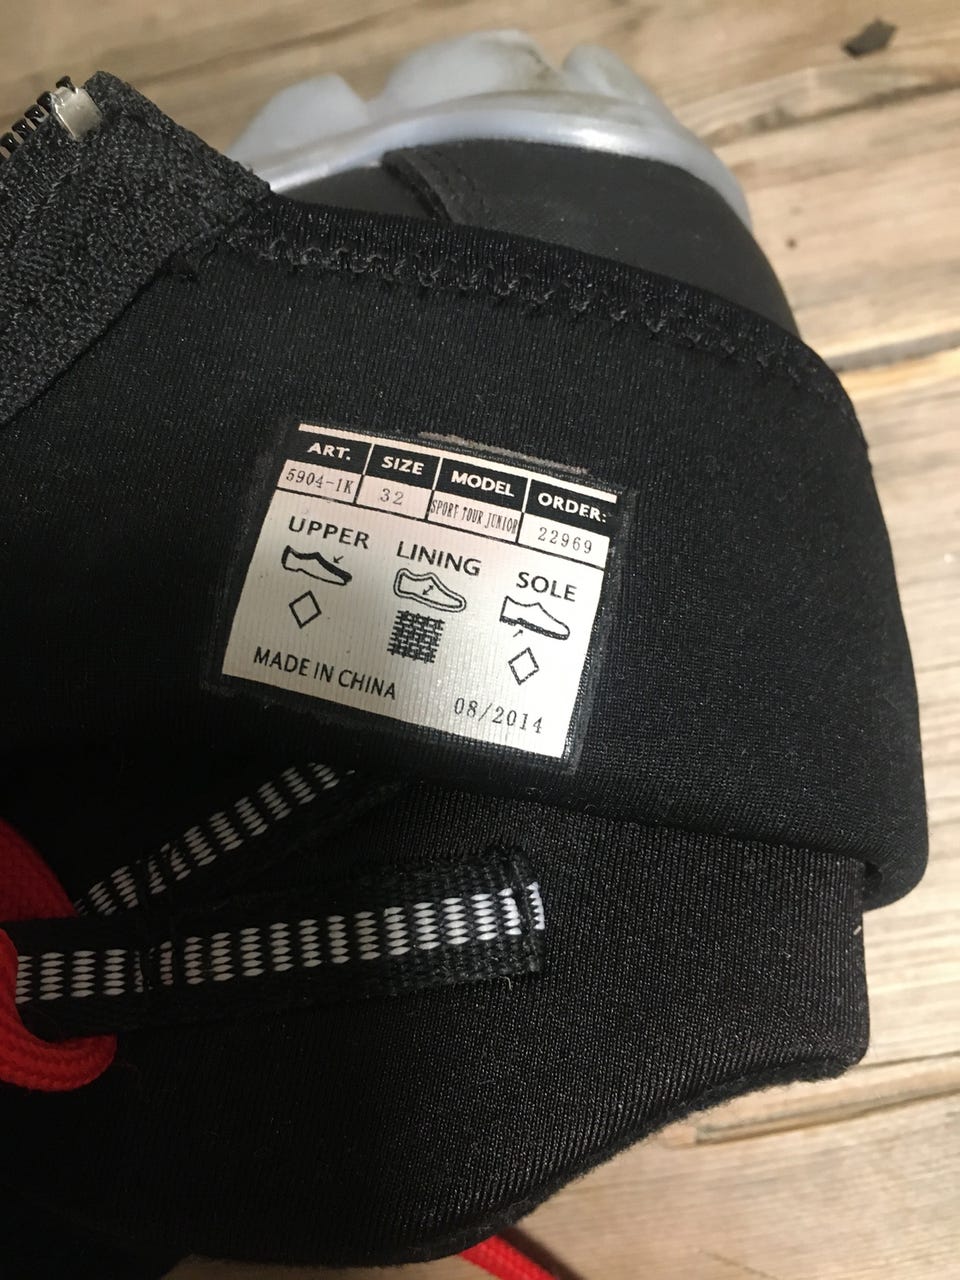 ART. SIZE MODEL ORDER:
5904-1K 32 SPORT TOUR JUNIOR 22969
UPPER LINING SOLE
MADE IN CHINA 08/2014